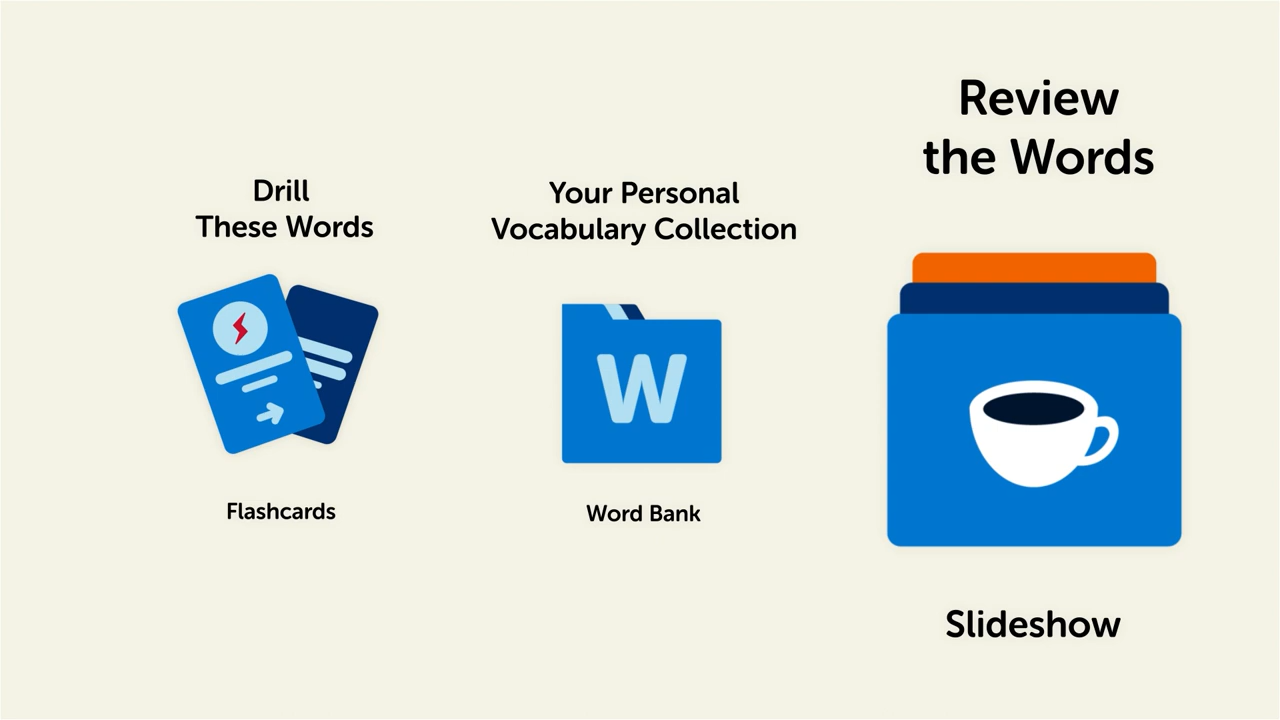 Drill
These Words
Flashcards
Your Personal
Vocabulary Collection
W
Word Bank
Review
the Words
Slideshow